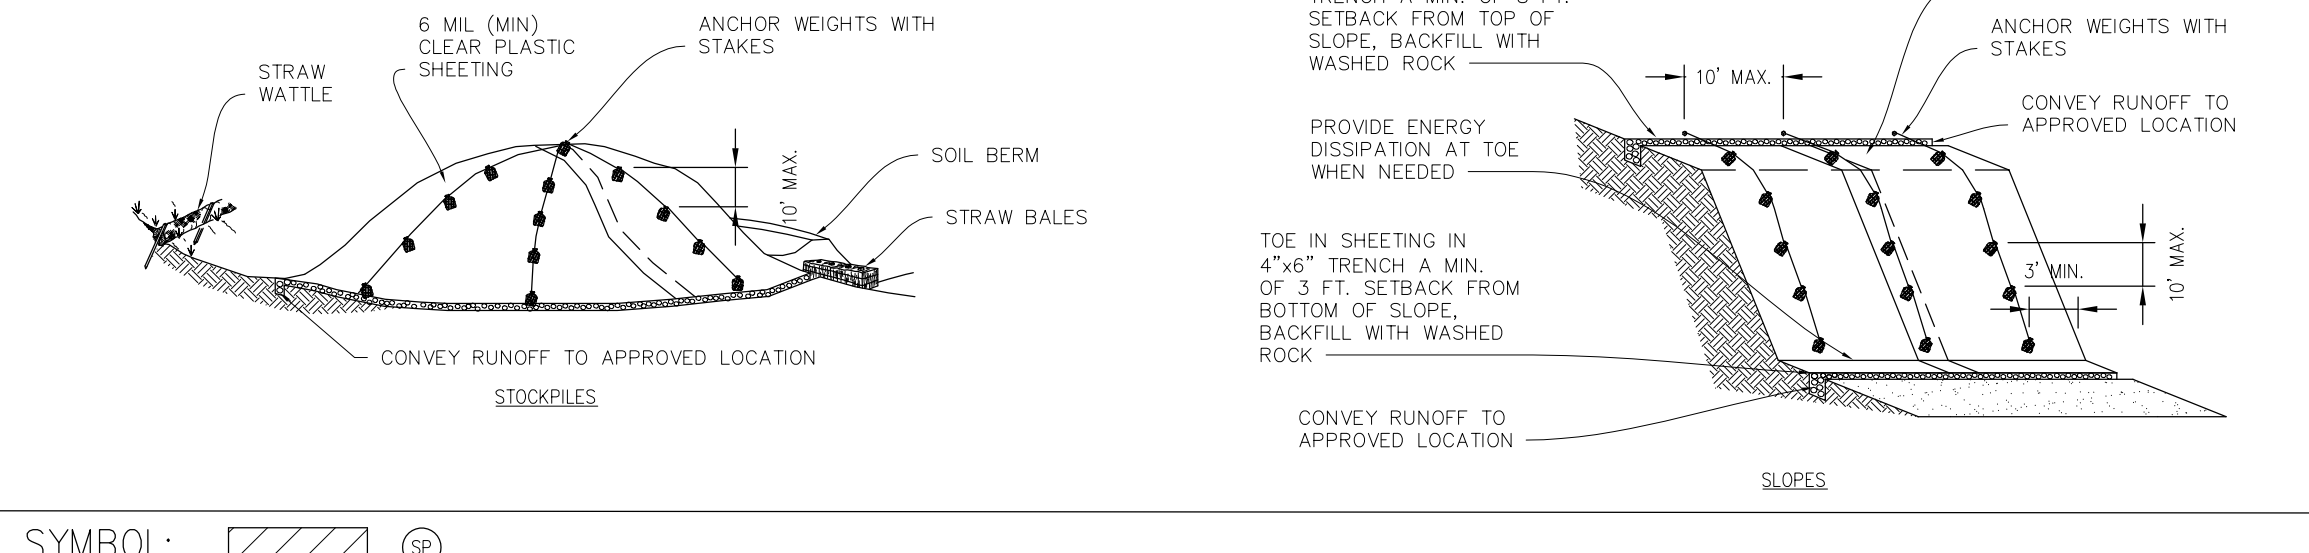 6 MIL (MIN)
CLEAR PLASTIC
SHEETING
ANCHOR WEIGHTS WITH
STAKES
STRAW
WATTLE
10' MAX.
SOIL BERM
STRAW BALES
CONVEY RUNOFF TO APPROVED LOCATION
STOCKPILES
TRENCH A MIN. OF
SETBACK FROM TOP OF
SLOPE, BACKFILL WITH
WASHED ROCK
10' MAX.
ANCHOR WEIGHTS WITH
STAKES
CONVEY RUNOFF TO
APPROVED LOCATION
PROVIDE ENERGY
DISSIPATION AT TOE
WHEN NEEDED
TOE IN SHEETING IN
4"x6" TRENCH A MIN.
OF 3 FT. SETBACK FROM
BOTTOM OF SLOPE,
BACKFILL WITH WASHED
ROCK
3' MIN.
10' MAX.
CONVEY RUNOFF TO
APPROVED LOCATION
SLOPES
SYMBOL:
SP